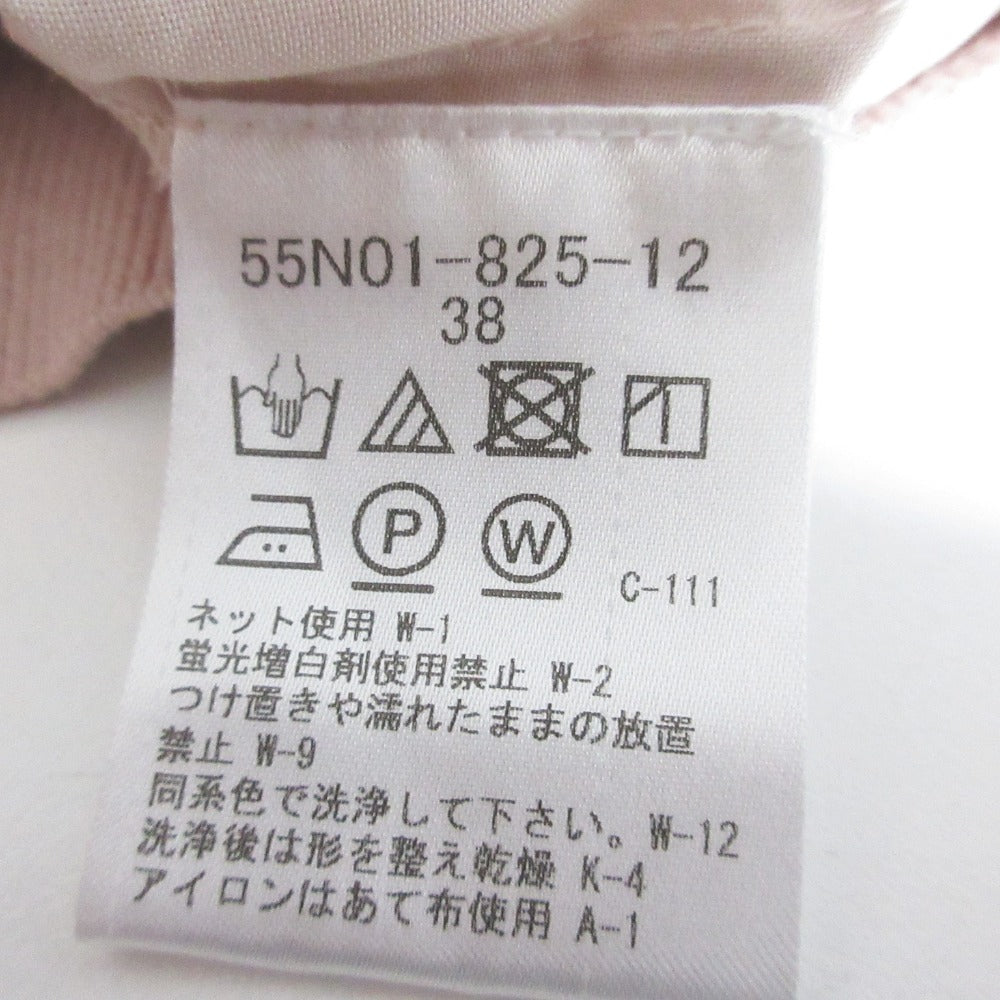 55N01-825-12
38
P W C-111
ネット使用 W-1
蛍光増白剤使用禁止 W-2
つけ置きや濡れたままの放置
禁止 W-9
同系色で洗浄して下さい。W-12
洗浄後は形を整え乾燥 K-4
アイロンはあて布使用 A-1